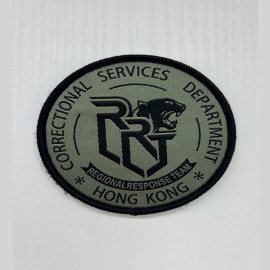 CORRECTIONAL SERVICES DEPARTMENT
RRT
REGIONAL RESPONSE TEAM
* HONG KONG *